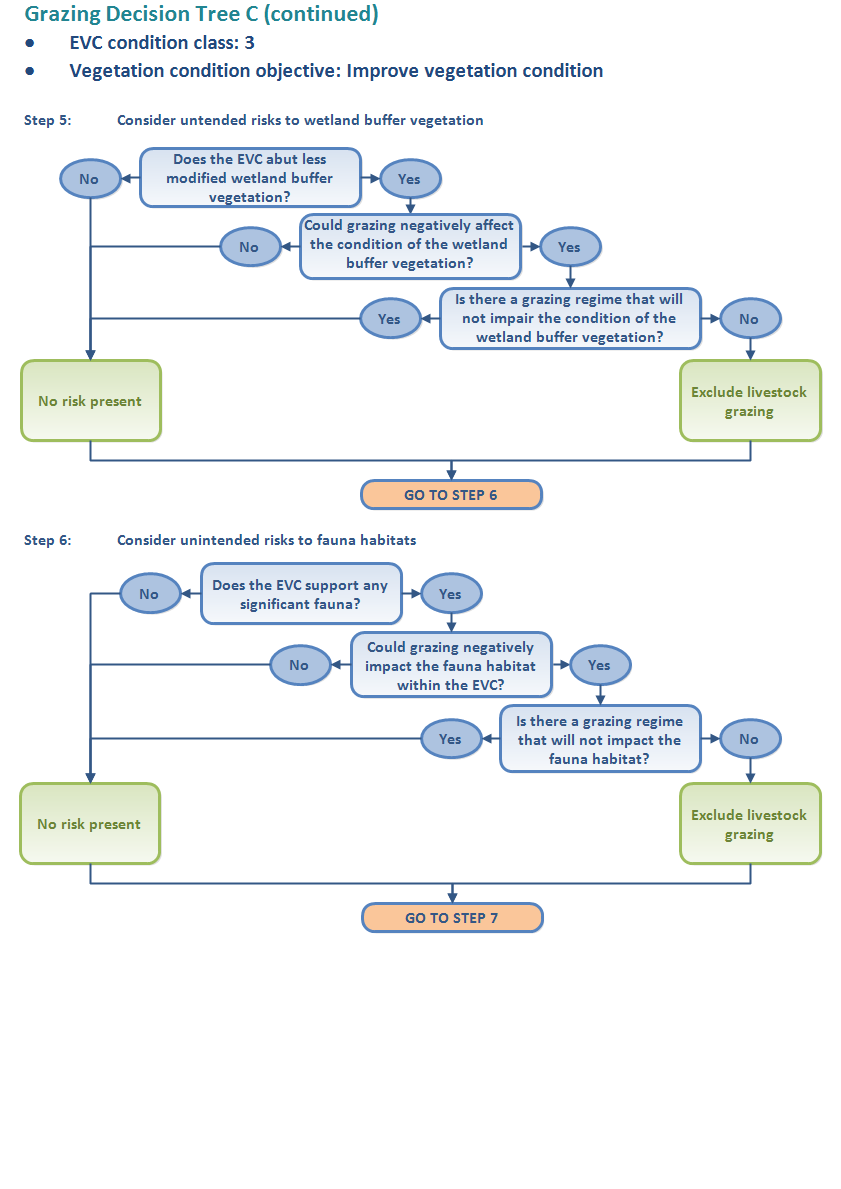 Grazing Decision Tree C (continued)
● EVC condition class: 3
● Vegetation condition objective: Improve vegetation condition
Step 5: Consider untended risks to wetland buffer vegetation
Does the EVC abut less
modified wetland buffer
vegetation?
No
Yes
Could grazing negatively affect
the condition of the wetland
buffer vegetation?
No
Yes
Is there a grazing regime that will
not impair the condition of the
wetland buffer vegetation?
Yes
No
No risk present
Exclude livestock
grazing
GO TO STEP 6
Step 6: Consider unintended risks to fauna habitats
Does the EVC support any
significant fauna?
No
Yes
Could grazing negatively
impact the fauna habitat
within the EVC?
No
Yes
Is there a grazing regime
that will not impact the
fauna habitat?
Yes
No
No risk present
Exclude livestock
grazing
GO TO STEP 7